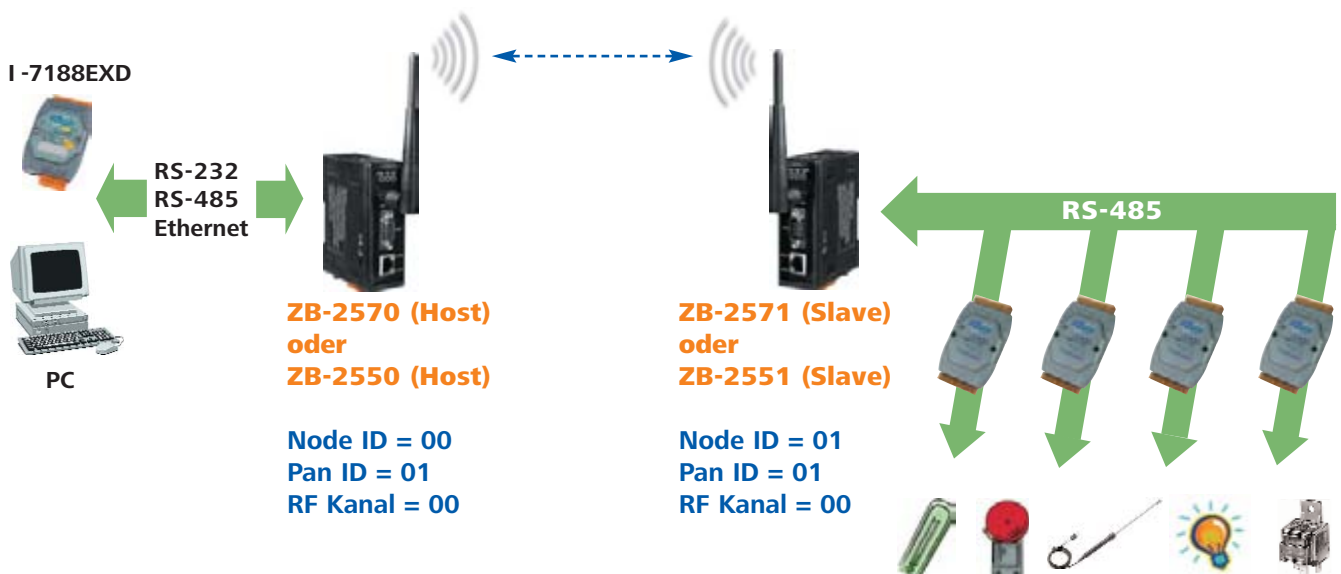 I -7188EXD
RS-232
RS-485
Ethernet
PC
ZB-2570 (Host)
oder
ZB-2550 (Host)
Node ID = 00
Pan ID = 01
RF Kanal = 00
ZB-2571 (Slave)
oder
ZB-2551 (Slave)
Node ID = 01
Pan ID = 01
RF Kanal = 00
RS-485